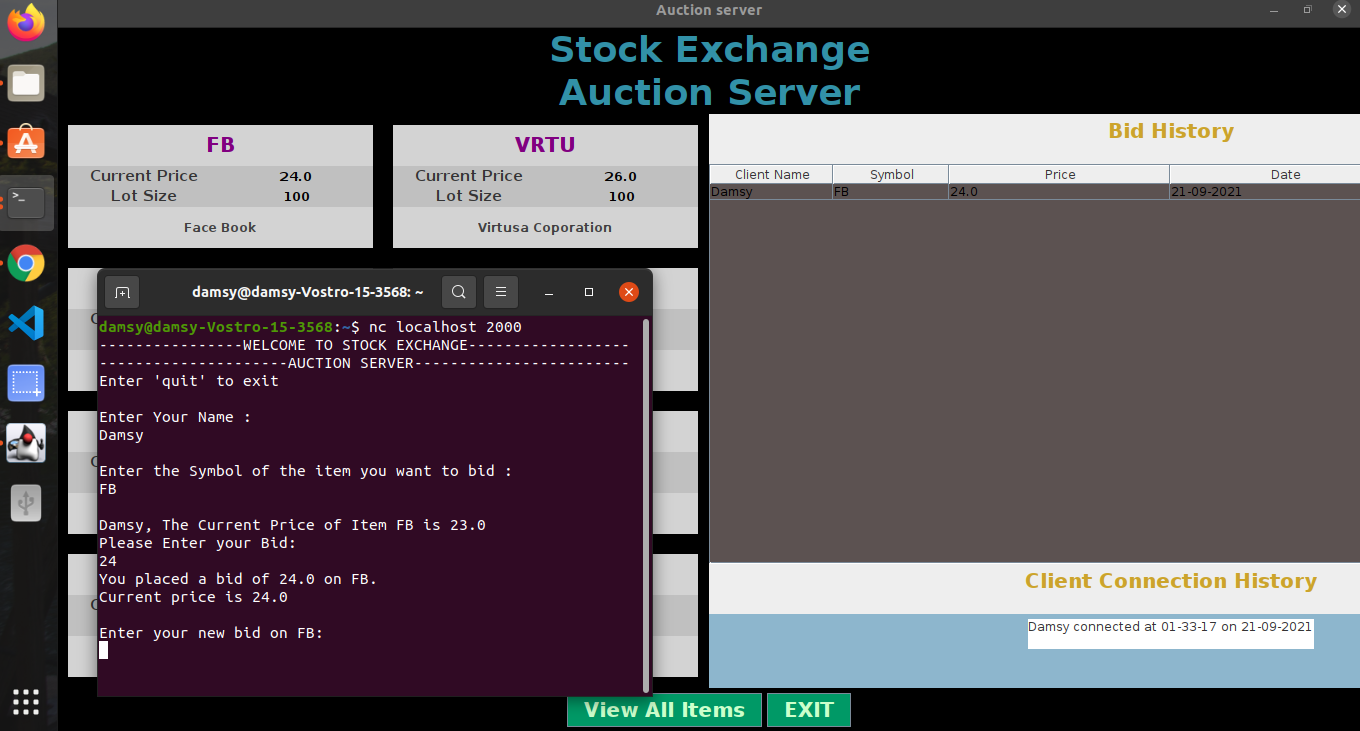 Auction server
Stock Exchange
Auction Server
FB
Current Price 24.0
Lot Size 100
Face Book
VRTU
Current Price 26.0
Lot Size 100
Virtusa Coporation
Bid History
Client Name Symbol Price Date
Damsy FB 24.0 21-09-2021
damsy@damsy-Vostro-15-3568: ~
damsy@damsy-Vostro-15-3568:~$ nc localhost 2000
----------------WELCOME TO STOCK EXCHANGE------------------
---------------------AUCTION SERVER------------------------
Enter 'quit' to exit
Enter Your Name :
Damsy
Enter the Symbol of the item you want to bid :
FB
Damsy, The Current Price of Item FB is 23.0
Please Enter your Bid:
24
You placed a bid of 24.0 on FB.
Current price is 24.0
Enter your new bid on FB:
Client Connection History
Damsy connected at 01-33-17 on 21-09-2021
View All Items
EXIT